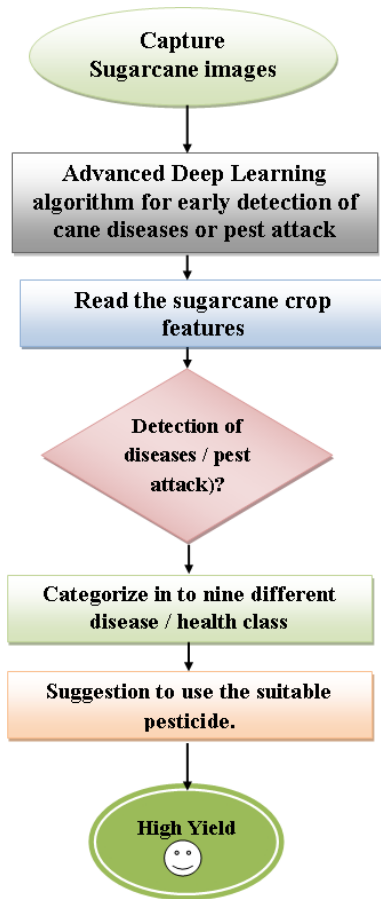 Capture
Sugarcane images
Advanced Deep Learning
algorithm for early detection of
cane diseases or pest attack
Read the sugarcane crop
features
Detection of
diseases / pest
attack)?
Categorize in to nine different
disease / health class
Suggestion to use the suitable
pesticide.
High Yield